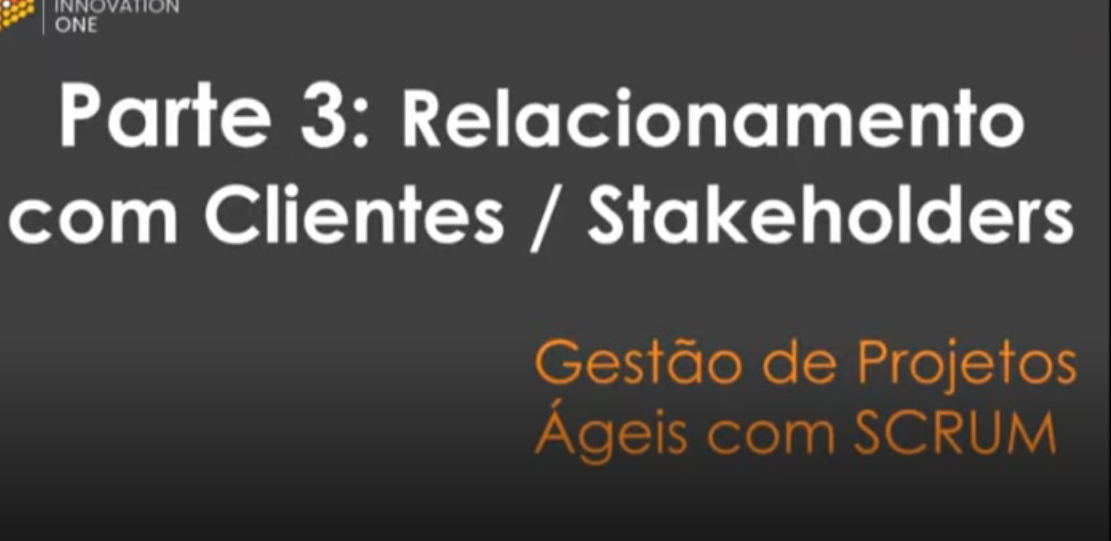 INNOVATION
ONE
Parte 3: Relacionamento
com Clientes / Stakeholders
Gestão de Projetos
Ágeis com SCRUM